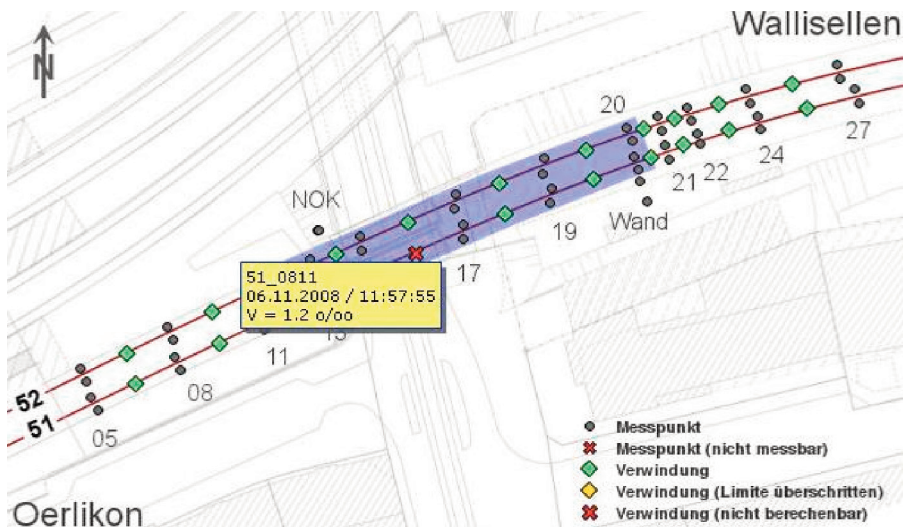 Wallisellen
N
20
27
24
22
21
Wand
19
17
NOK
51_0811
06.11.2008 / 11:57:55
V = 1.2 o/oo
11
08
05
52
51
Messpunkt
Messpunkt (nicht messbar)
Verwindung
Verwindung (Limite überschritten)
Verwindung (nicht berechenbar)
Oerlikon